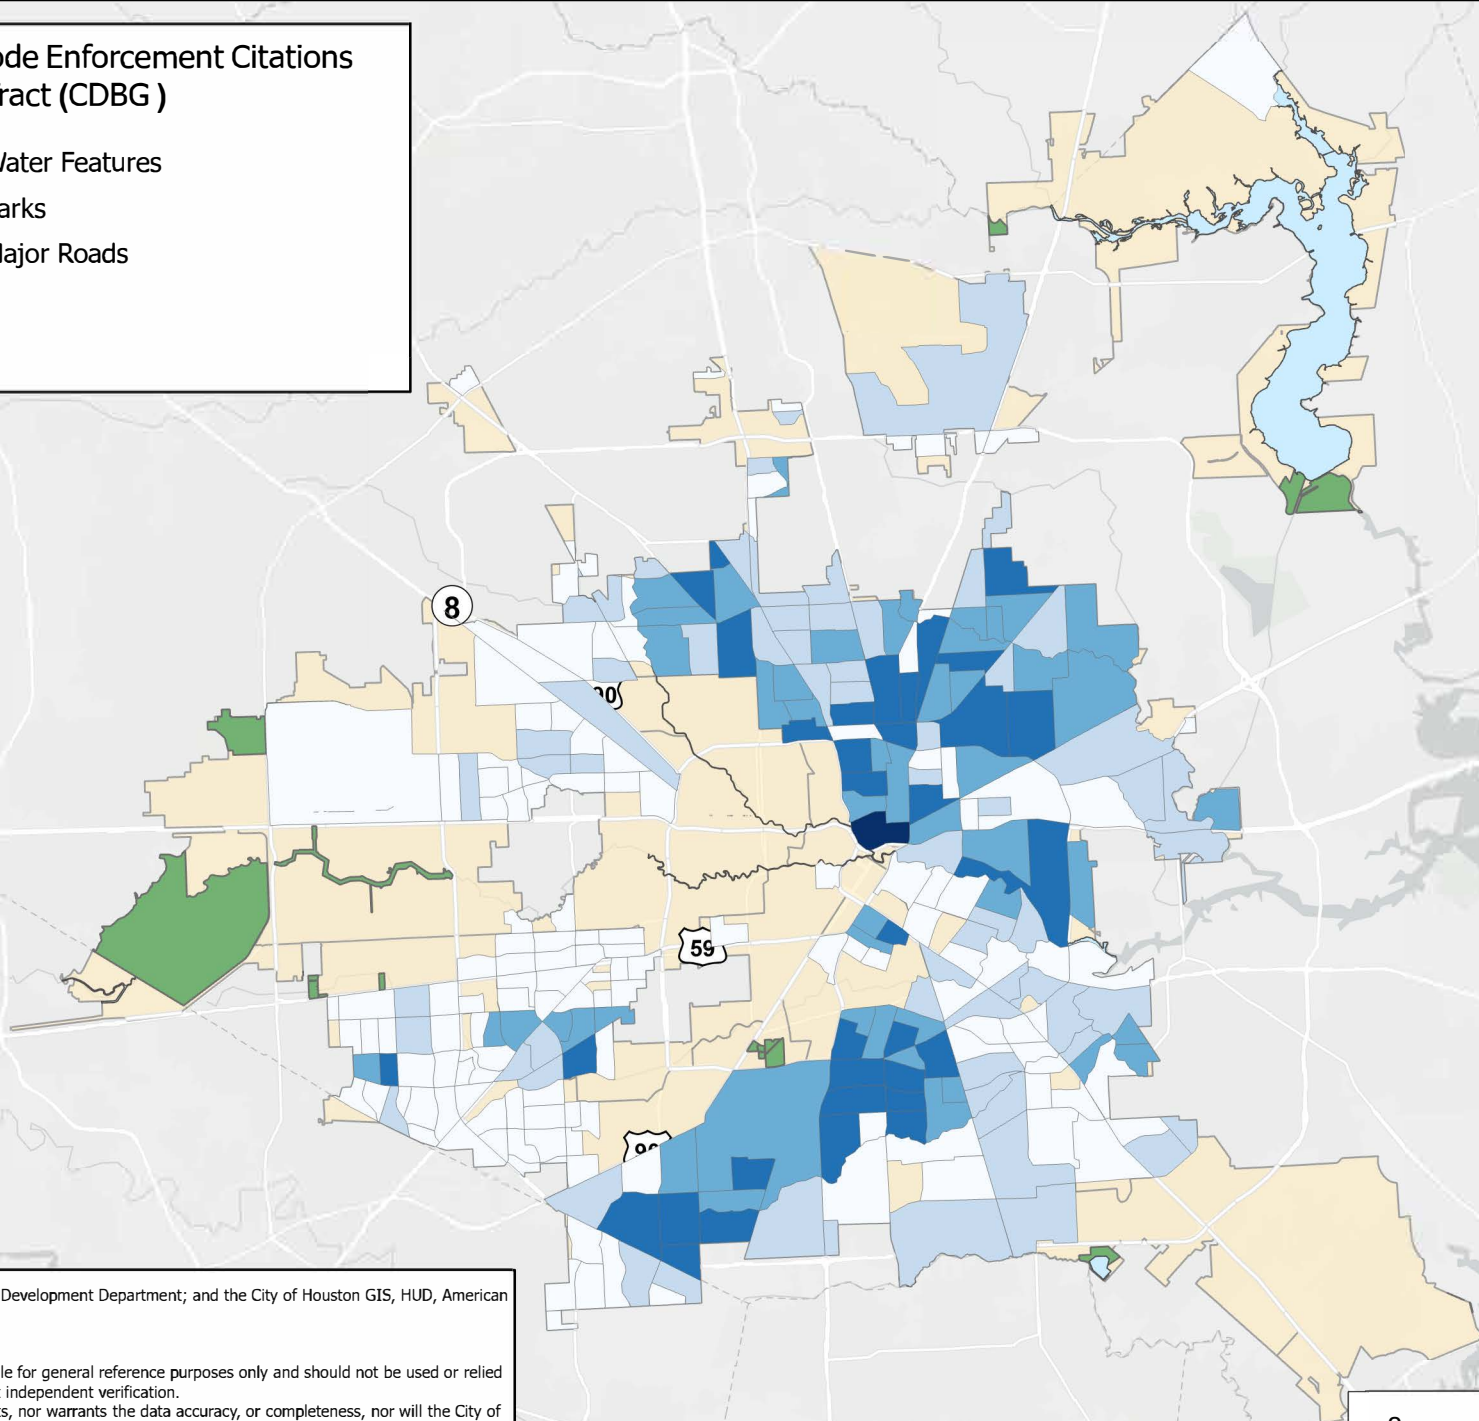 ode Enforcement Citations
ract (CDBG )
Water Features
arks
ajor Roads
8
59
Development Department; and the City of Houston GIS, HUD, American
le for general reference purposes only and should not be used or relied
independent verification.
s, nor warrants the data accuracy, or completeness, nor will the City of